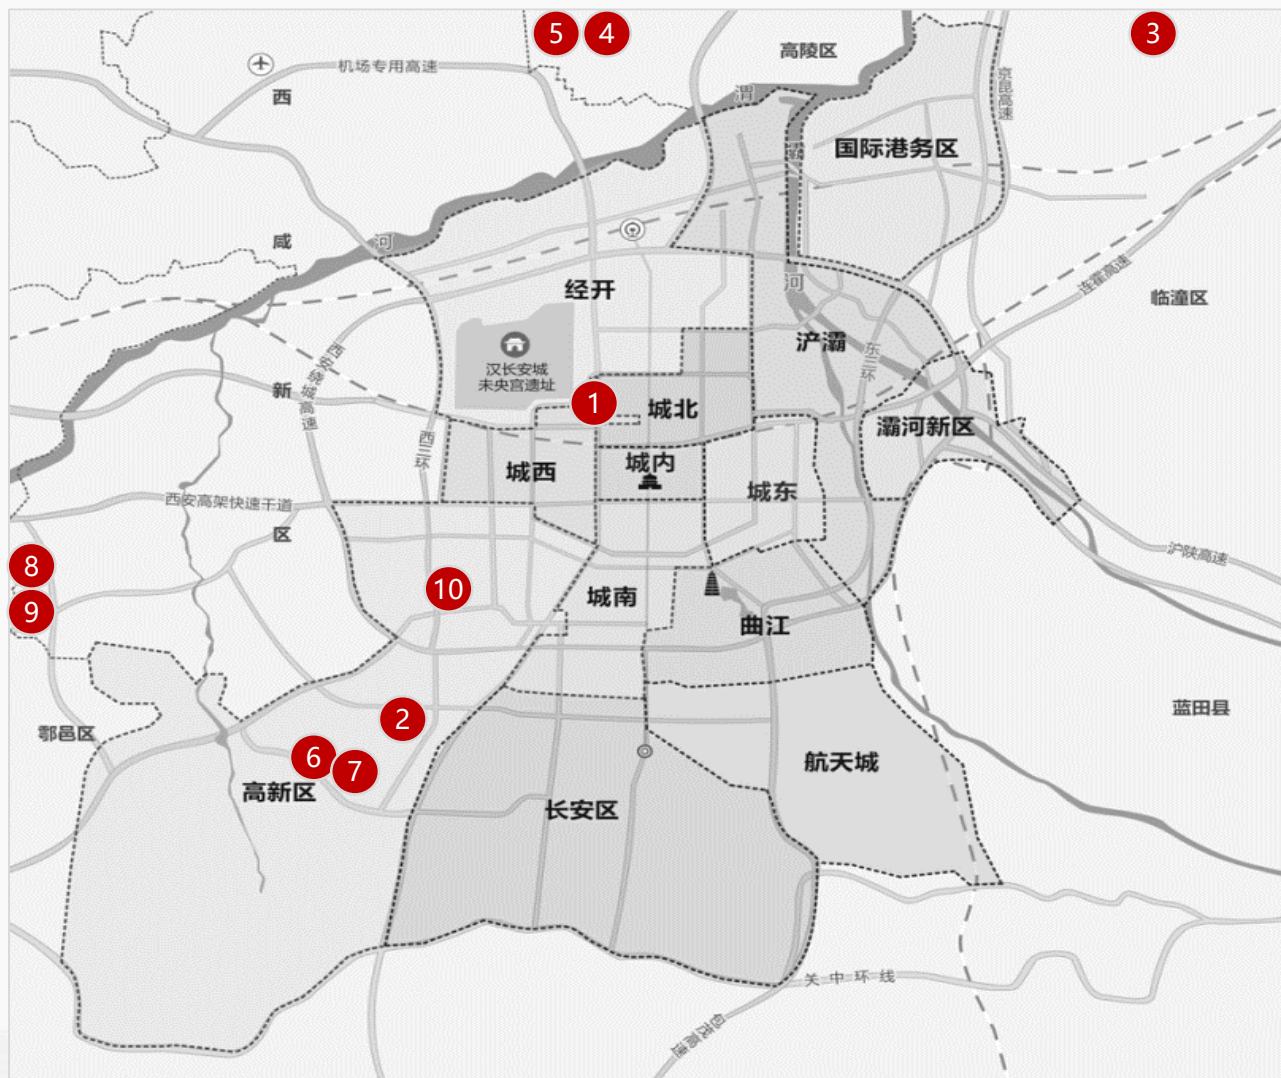 5
4
3
高陵区
机场专用高速
西
京昆高速
渭
灞
国际港务区
咸
河
河
连霍高速
经开
临潼区
浐灞
西安绕城高速
汉长安城
未央宫遗址
东三环
新
1
城北
灞河新区
西三环
城西
城内
城东
西安高架快速干道
区
沪陕高速
8
9
10
城南
曲江
2
鄠邑区
蓝田县
6
7
高新区
航天城
长安区
关中环线
包茂高速